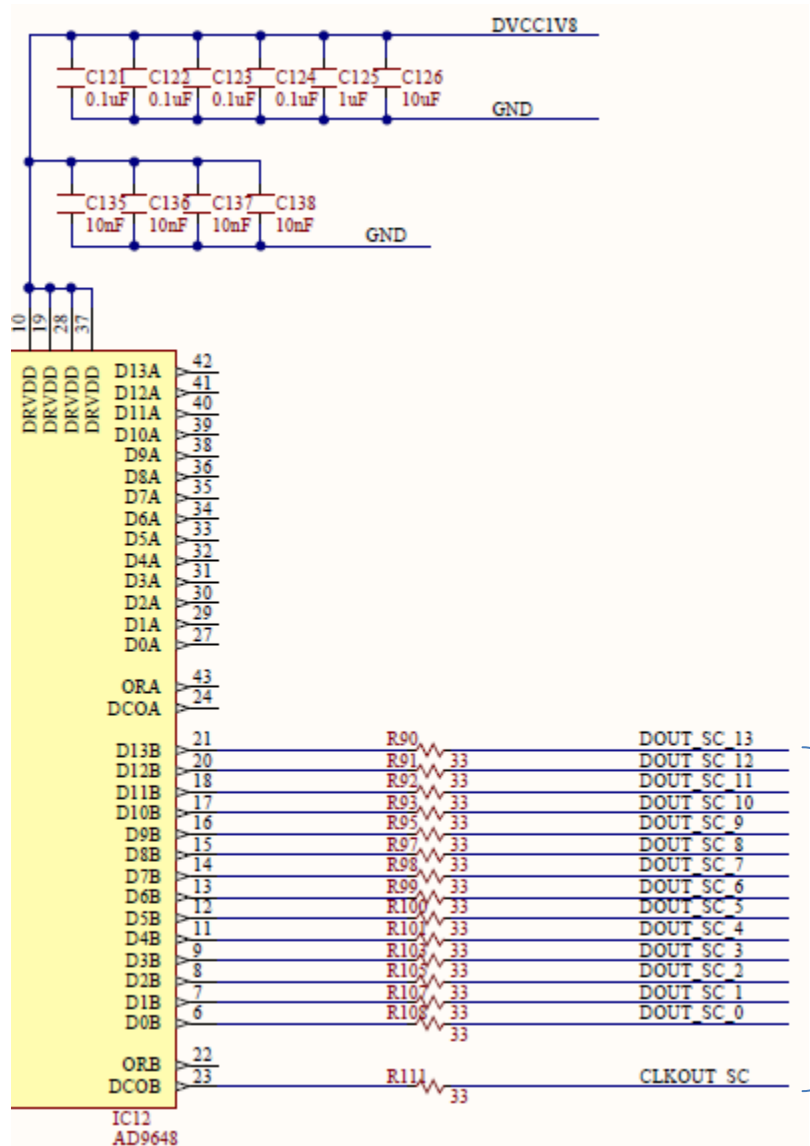 DVCC1V8
C121 C122 C123 C124 C125 C126
0.1uF 0.1uF 0.1uF 0.1uF 1uF 10uF
GND
C135 C136 C137 C138
10nF 10nF 10nF 10nF
GND
10 19 28 37
DRVDD DRVDD DRVDD DRVDD
D13A 42
D12A 41
D11A 40
D10A 39
D9A 38
D8A 36
D7A 35
D6A 34
D5A 33
D4A 32
D3A 31
D2A 30
D1A 29
D0A 27
ORA 43
DCOA 24
D13B 21 R90 33 DOUT_SC_13
D12B 20 R91 33 DOUT_SC_12
D11B 18 R92 33 DOUT_SC_11
D10B 17 R93 33 DOUT_SC_10
D9B 16 R95 33 DOUT_SC_9
D8B 15 R97 33 DOUT_SC_8
D7B 14 R98 33 DOUT_SC_7
D6B 13 R99 33 DOUT_SC_6
D5B 12 R100 33 DOUT_SC_5
D4B 11 R101 33 DOUT_SC_4
D3B 9 R103 33 DOUT_SC_3
D2B 8 R105 33 DOUT_SC_2
D1B 7 R107 33 DOUT_SC_1
D0B 6 R108 33 DOUT_SC_0
ORB 22
DCOB 23 R111 33 CLKOUT_SC
IC12
AD9648